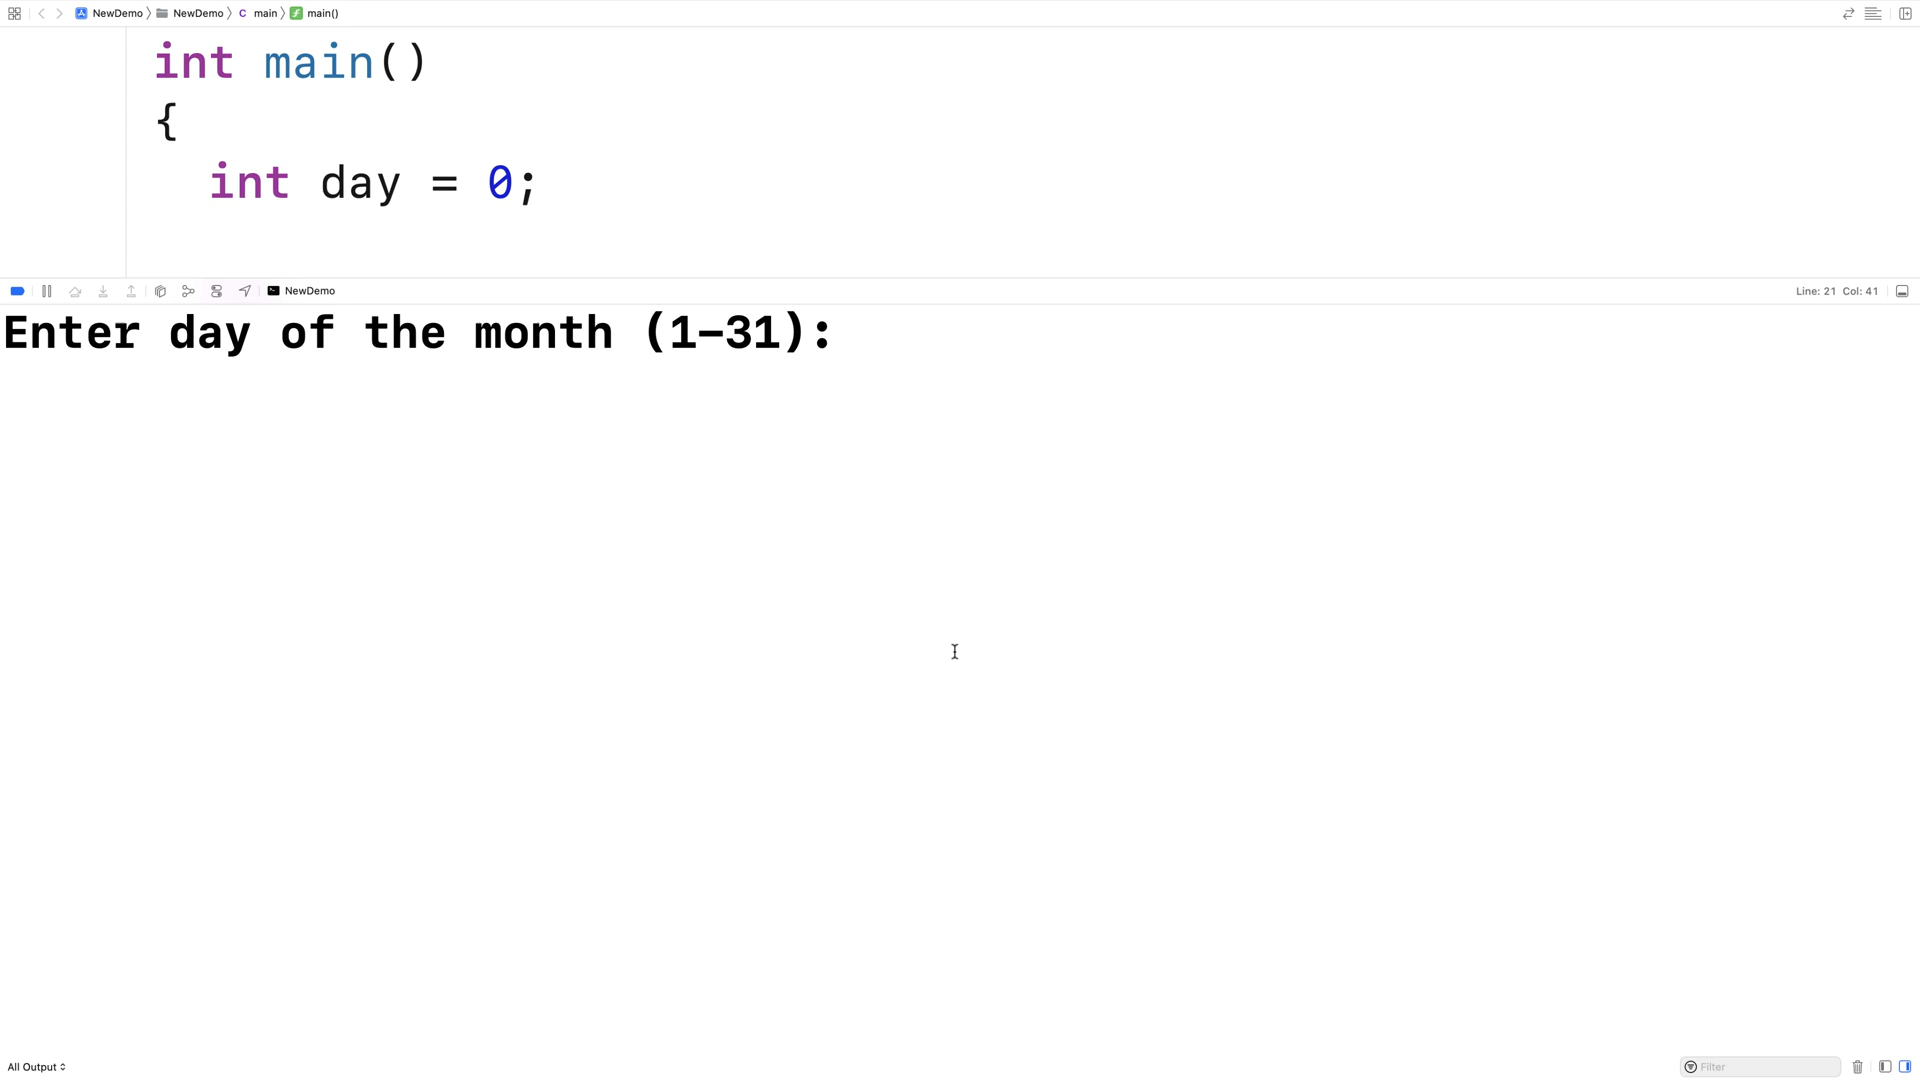 NewDemo NewDemo C main f main()
int main()
{
int day = 0;
NewDemo
Line: 21 Col: 41
Enter day of the month (1-31):
All Output
Filter